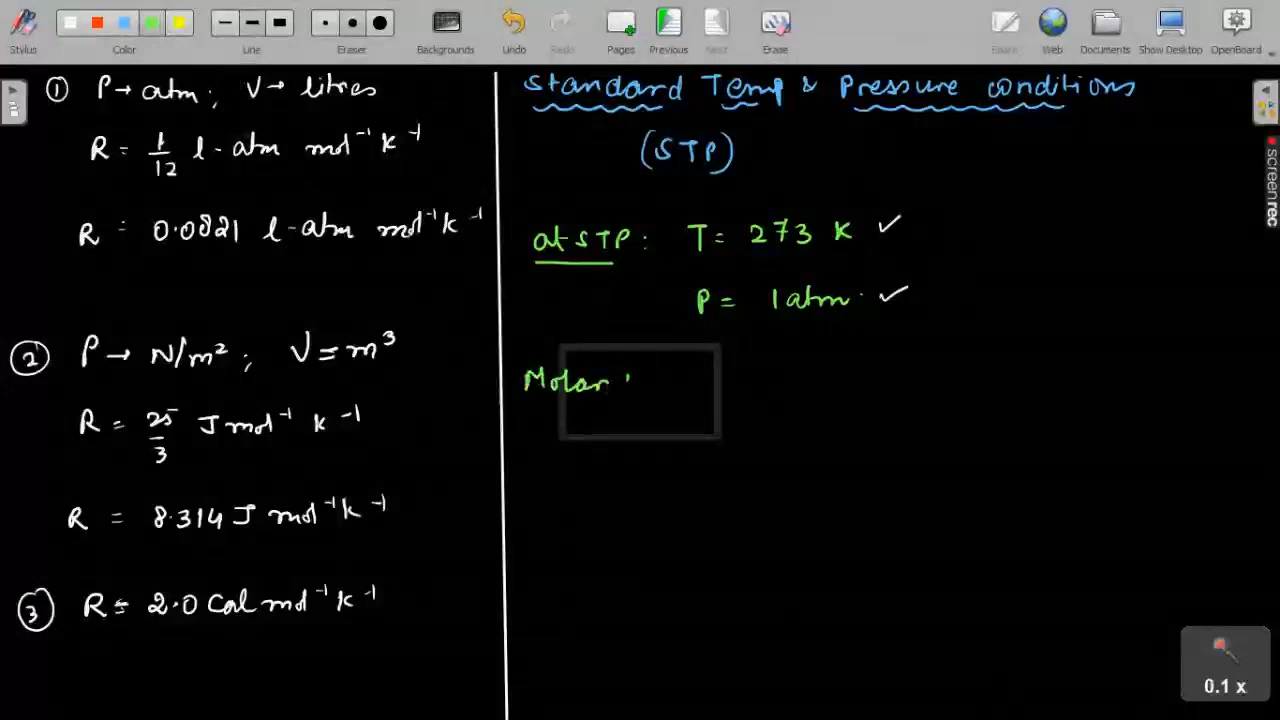 Stylus
Color
Line
Eraser
Backgrounds
Undo
Redo
Pages
Previous
Next
Erase
Board
Web
Documents
Show Desktop
OpenBoard
① P → atm; V → litres
R = 1/12 l-atm mol⁻¹ k⁻¹
R = 0.0821 l-atm mol⁻¹ k⁻¹
② P → N/m²; V = m³
R = 25/3 J mol⁻¹ k⁻¹
R = 8.314 J mol⁻¹ k⁻¹
③ R = 2.0 Cal mol⁻¹ k⁻¹
Standard Temp & Pressure conditions
(STP)
at STP: T = 273 K ✓
P = 1 atm. ✓
Molar
screenrec
0.1 x